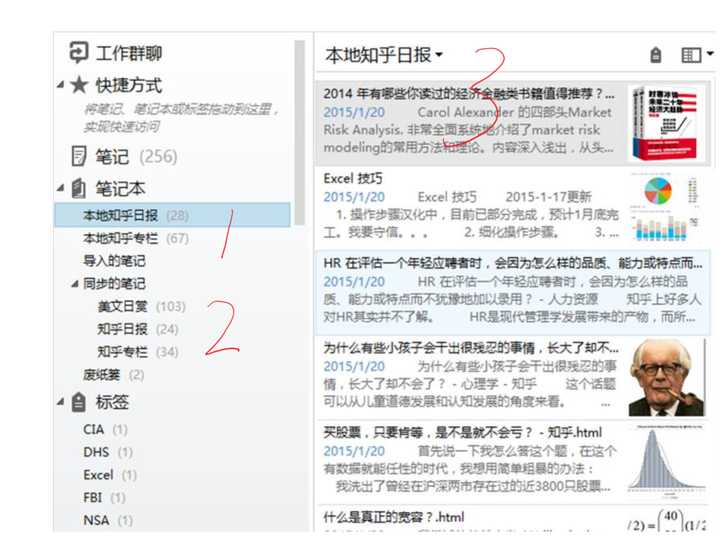 工作群聊
快捷方式
将笔记、笔记本或标签拖动到这里，
实现快速访问
笔记 (256)
笔记本
本地知乎日报 (28)
本地知乎专栏 (67)
导入的笔记
同步的笔记
美文日赏 (103)
知乎日报 (24)
知乎专栏 (34)
废纸篓 (2)
标签
CIA (1)
DHS (1)
Excel (1)
FBI (1)
NSA (1)
1
2
本地知乎日报
3
2014 年有哪些你读过的经济金融类书籍值得推荐？...
2015/1/20 Carol Alexander 的四部头Market
Risk Analysis. 非常全面系统地介绍了market risk
modeling的常用方法和理论。内容深入浅出，从头...
Excel 技巧
2015/1/20 Excel 技巧 2015-1-17更新
1. 操作步骤汉化中，目前已部分完成，预计1月底完
工。我要守信。。。 2. 细化操作步骤。 3. ...
HR 在评估一个年轻应聘者时，会因为怎么样的品质、能力或特点而...
2015/1/20 HR 在评估一个年轻应聘者时，会因为怎么样的品
质、能力或特点而不犹豫地加以录用？ - 人力资源 知乎上好多人
对HR其实并不了解。 HR是现代管理学发展带来的产物，而所...
为什么有些小孩子会干出很残忍的事情，长大了却不...
2015/1/20 为什么有些小孩子会干出很残忍的事
情，长大了却不会了？ - 心理学 - 知乎 这个话题
可以从儿童道德发展和认知发展的角度来看。 ...
买股票，只要肯等，是不是就不会亏？ - 知乎.html
2015/1/20 首先说一下我怎么答这个题，在这个
有数据就能任性的时代，我想用简单粗暴的办法：
我洗出了曾经在沪深两市存在过的近3800只股票...
什么是真正的宽容？.html